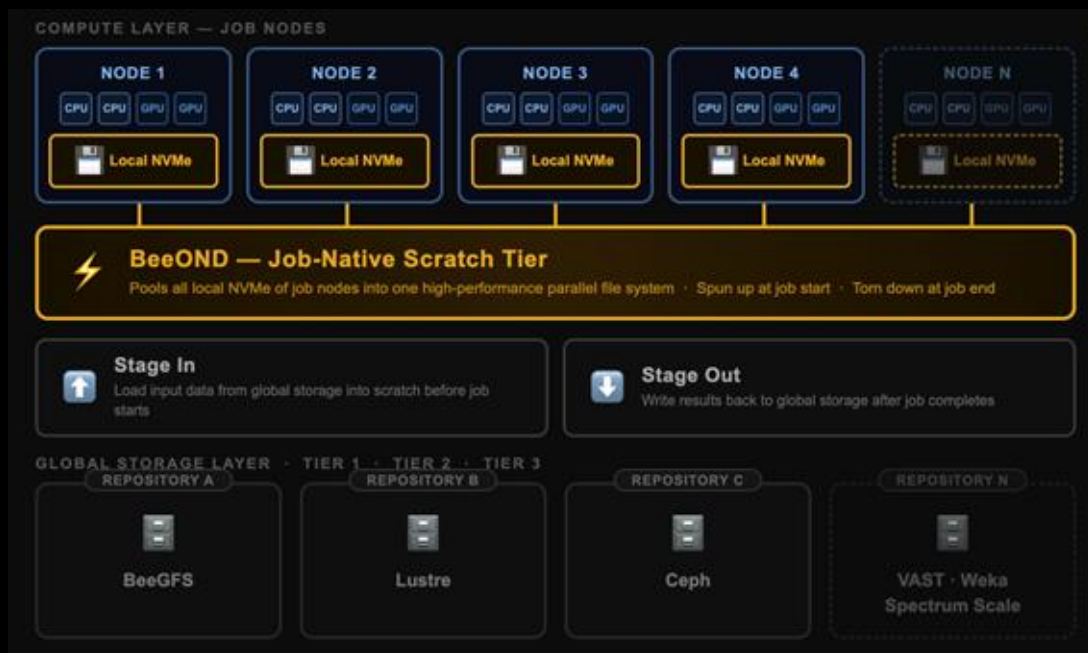 COMPUTE LAYER — JOB NODES
NODE 1
CPU CPU GPU GPU
Local NVMe
NODE 2
CPU CPU GPU GPU
Local NVMe
NODE 3
CPU CPU GPU GPU
Local NVMe
NODE 4
CPU CPU GPU GPU
Local NVMe
NODE N
CPU CPU GPU GPU
Local NVMe
BeeOND — Job-Native Scratch Tier
Pools all local NVMe of job nodes into one high-performance parallel file system · Spun up at job start · Torn down at job end
Stage In
Load input data from global storage into scratch before job
starts
Stage Out
Write results back to global storage after job completes
GLOBAL STORAGE LAYER · TIER 1 · TIER 2 · TIER 3
REPOSITORY A
BeeGFS
REPOSITORY B
Lustre
REPOSITORY C
Ceph
REPOSITORY N
VAST · Weka
Spectrum Scale